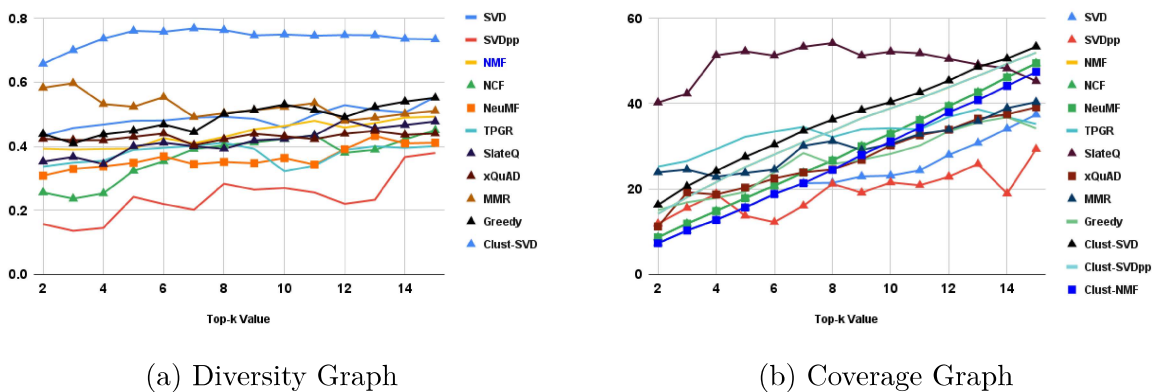 0.8
0.6
0.4
0.2
0.0
2 4 6 8 10 12 14
Top-k Value
SVD
SVDpp
NMF
NCF
NeuMF
TPGR
SlateQ
xQuAD
MMR
Greedy
Clust-SVD
(a) Diversity Graph
60
40
20
0
2 4 6 8 10 12 14
Top-k Value
SVD
SVDpp
NMF
NCF
NeuMF
TPGR
SlateQ
xQuAD
MMR
Greedy
Clust-SVD
Clust-SVDpp
Clust-NMF
(b) Coverage Graph